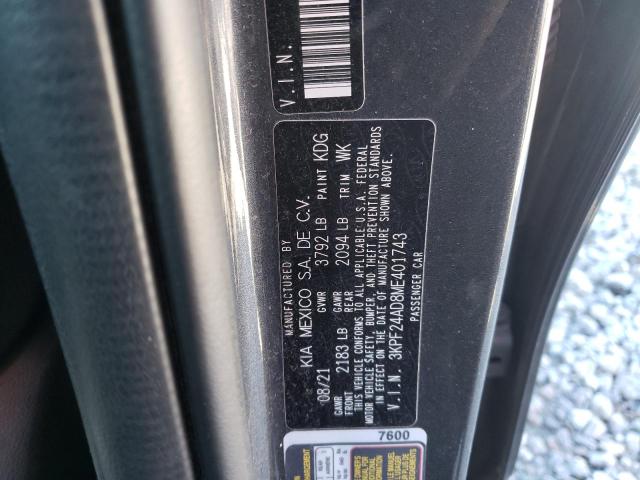 V.I.N.
MANUFACTURED BY
KIA MEXICO S.A. DE C.V.
08/21 GVWR 3792 LB PAINT KDG
GAWR FRONT 2183 LB GAWR REAR 2094 LB TRIM WK
THIS VEHICLE CONFORMS TO ALL APPLICABLE U.S.A. FEDERAL
MOTOR VEHICLE SAFETY, BUMPER, AND THEFT PREVENTION STANDARDS
IN EFFECT ON THE DATE OF MANUFACTURE SHOWN ABOVE.
V.I.N. 3KPF24AD8ME401743
PASSENGER CAR
7600